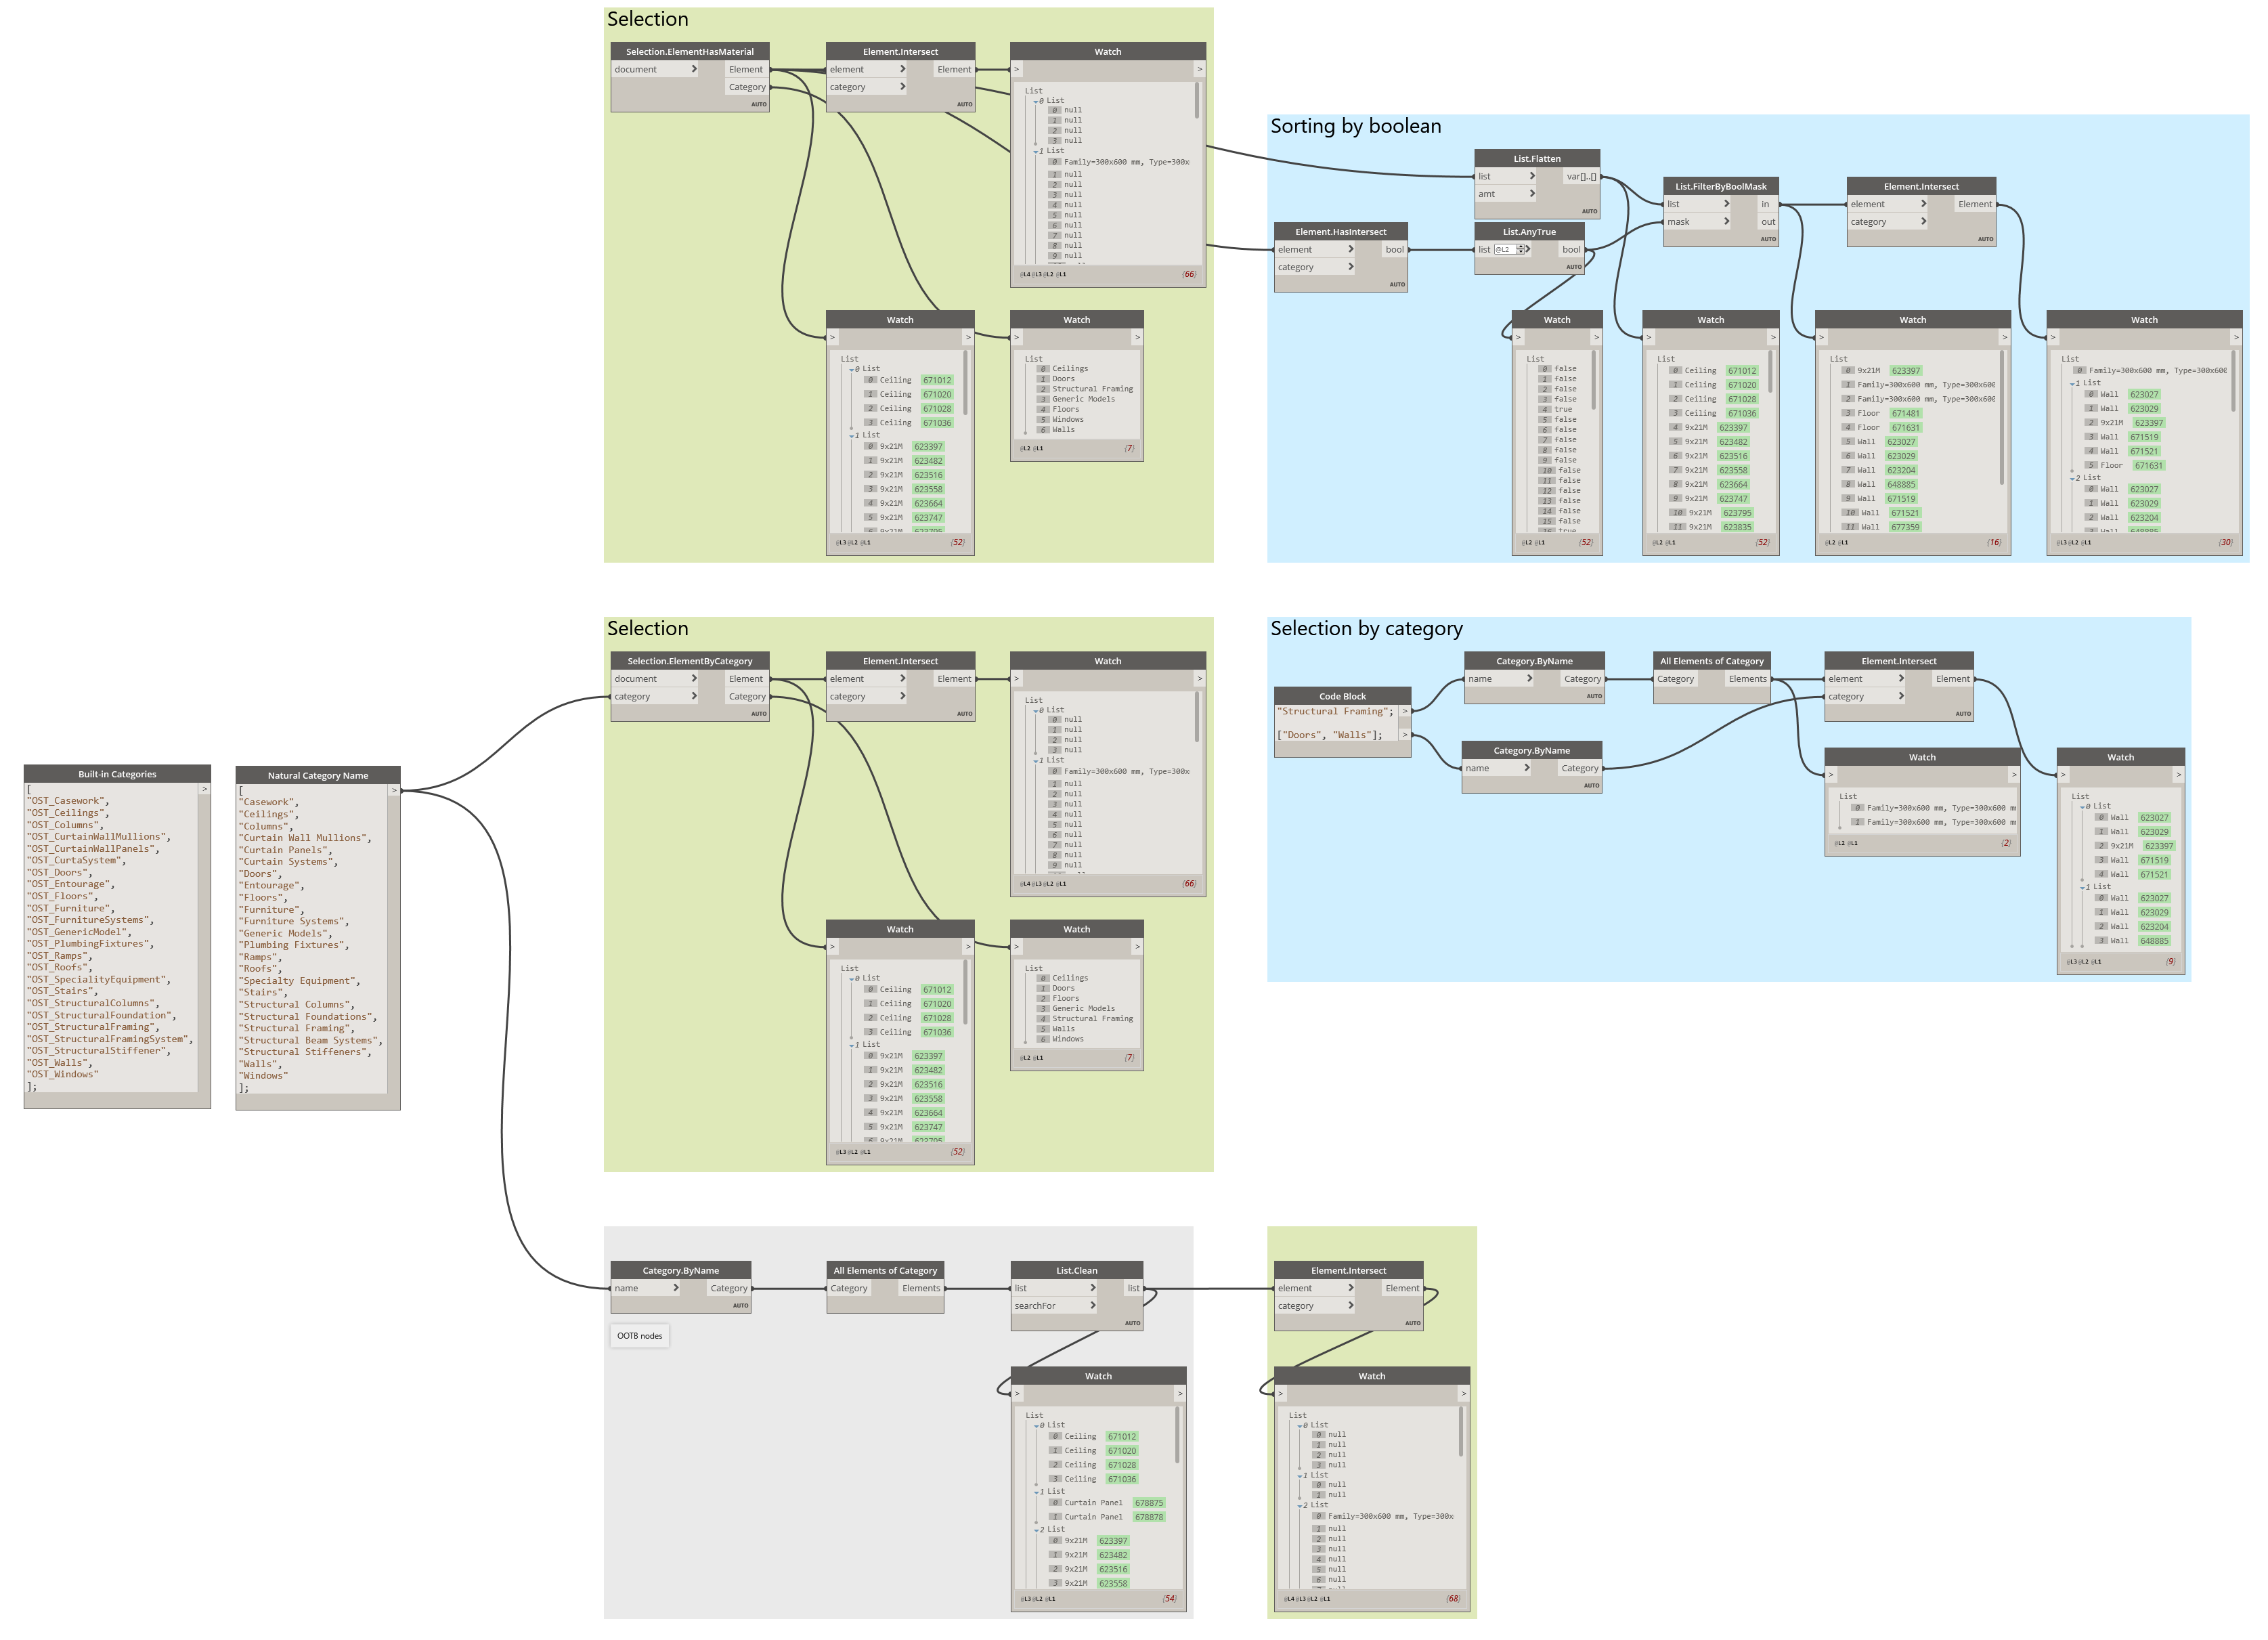 Selection
Selection.ElementHasMaterial
document
Element
Category
AUTO
Element.Intersect
element
Element
category
AUTO
Watch
>
>
List
0 List
0 null
1 null
2 null
3 null
1 List
0 Family=300x600 mm, Type=300x
1 null
2 null
3 null
4 null
5 null
6 null
7 null
8 null
9 null
@L4 @L3 @L2 @L1
{66}
Watch
>
>
List
0 List
0 Ceiling 671012
1 Ceiling 671020
2 Ceiling 671028
3 Ceiling 671036
1 List
0 9x21M 623397
1 9x21M 623482
2 9x21M 623516
3 9x21M 623558
4 9x21M 623664
5 9x21M 623747
6 9x21M 623795
@L3 @L2 @L1
{52}
Watch
>
>
List
0 Ceilings
1 Doors
2 Structural Framing
3 Generic Models
4 Floors
5 Windows
6 Walls
@L2 @L1
{7}
Sorting by boolean
List.Flatten
list
var[]..[]
amt
AUTO
Element.HasIntersect
element
bool
category
AUTO
List.AnyTrue
list @L2
bool
AUTO
List.FilterByBoolMask
list
in
mask
out
AUTO
Element.Intersect
element
Element
category
AUTO
Watch
>
>
List
0 false
1 false
2 false
3 false
4 true
5 false
6 false
7 false
8 false
9 false
10 false
11 false
12 false
13 false
14 false
15 false
16 true
@L2 @L1
{52}
Watch
>
>
List
0 Ceiling 671012
1 Ceiling 671020
2 Ceiling 671028
3 Ceiling 671036
4 9x21M 623397
5 9x21M 623482
6 9x21M 623516
7 9x21M 623558
8 9x21M 623664
9 9x21M 623747
10 9x21M 623795
11 9x21M 623835
@L2 @L1
{52}
Watch
>
>
List
0 9x21M 623397
1 Family=300x600 mm, Type=300x600
2 Family=300x600 mm, Type=300x600
3 Floor 671481
4 Floor 671631
5 Wall 623027
6 Wall 623029
7 Wall 623204
8 Wall 648885
9 Wall 671519
10 Wall 671521
11 Wall 677359
@L2 @L1
{16}
Watch
>
>
List
0 Family=300x600 mm, Type=300x600
1 List
0 Wall 623027
1 Wall 623029
2 9x21M 623397
3 Wall 671519
4 Wall 671521
5 Floor 671631
2 List
0 Wall 623027
1 Wall 623029
2 Wall 623204
3 Wall 648885
@L3 @L2 @L1
{30}
Selection
Selection.ElementByCategory
document
Element
category
Category
AUTO
Element.Intersect
element
Element
category
AUTO
Watch
>
>
List
0 List
0 null
1 null
2 null
3 null
1 List
0 Family=300x600 mm, Type=300x
1 null
2 null
3 null
4 null
5 null
6 null
7 null
8 null
9 null
@L4 @L3 @L2 @L1
{66}
Watch
>
>
List
0 List
0 Ceiling 671012
1 Ceiling 671020
2 Ceiling 671028
3 Ceiling 671036
1 List
0 9x21M 623397
1 9x21M 623482
2 9x21M 623516
3 9x21M 623558
4 9x21M 623664
5 9x21M 623747
6 9x21M 623795
@L3 @L2 @L1
{52}
Watch
>
>
List
0 Ceilings
1 Doors
2 Floors
3 Generic Models
4 Structural Framing
5 Walls
6 Windows
@L2 @L1
{7}
Selection by category
Code Block
"Structural Framing";
>
["Doors", "Walls"];
>
Category.ByName
name
Category
AUTO
Category.ByName
name
Category
AUTO
All Elements of Category
Category
Elements
AUTO
Element.Intersect
element
Element
category
AUTO
Watch
>
>
List
0 Family=300x600 mm, Type=300x600 mm
1 Family=300x600 mm, Type=300x600 mm
@L2 @L1
{2}
Watch
>
>
List
0 List
0 Wall 623027
1 Wall 623029
2 9x21M 623397
3 Wall 671519
4 Wall 671521
1 List
0 Wall 623027
1 Wall 623029
2 Wall 623204
3 Wall 648885
@L3 @L2 @L1
{9}
Built-in Categories
[
>
"OST_Casework",
"OST_Ceilings",
"OST_Columns",
"OST_CurtainWallMullions",
"OST_CurtainWallPanels",
"OST_CurtaSystem",
"OST_Doors",
"OST_Entourage",
"OST_Floors",
"OST_Furniture",
"OST_FurnitureSystems",
"OST_GenericModel",
"OST_PlumbingFixtures",
"OST_Ramps",
"OST_Roofs",
"OST_SpecialityEquipment",
"OST_Stairs",
"OST_StructuralColumns",
"OST_StructuralFoundation",
"OST_StructuralFraming",
"OST_StructuralFramingSystem",
"OST_StructuralStiffener",
"OST_Walls",
"OST_Windows"
];
Natural Category Name
[
>
"Casework",
"Ceilings",
"Columns",
"Curtain Wall Mullions",
"Curtain Panels",
"Curtain Systems",
"Doors",
"Entourage",
"Floors",
"Furniture",
"Furniture Systems",
"Generic Models",
"Plumbing Fixtures",
"Ramps",
"Roofs",
"Specialty Equipment",
"Stairs",
"Structural Columns",
"Structural Foundations",
"Structural Framing",
"Structural Beam Systems",
"Structural Stiffeners",
"Walls",
"Windows"
];
Category.ByName
name
Category
AUTO
OOTB nodes
All Elements of Category
Category
Elements
List.Clean
list
list
searchFor
AUTO
Watch
>
>
List
0 List
0 Ceiling 671012
1 Ceiling 671020
2 Ceiling 671028
3 Ceiling 671036
1 List
0 Curtain Panel 678875
1 Curtain Panel 678878
2 List
0 9x21M 623397
1 9x21M 623482
2 9x21M 623516
3 9x21M 623558
@L3 @L2 @L1
{54}
Element.Intersect
element
Element
category
AUTO
Watch
>
>
List
0 List
0 null
1 null
2 null
3 null
1 List
0 null
1 null
2 List
0 Family=300x600 mm, Type=300x
1 null
2 null
3 null
4 null
5 null
6 null
@L4 @L3 @L2 @L1
{68}